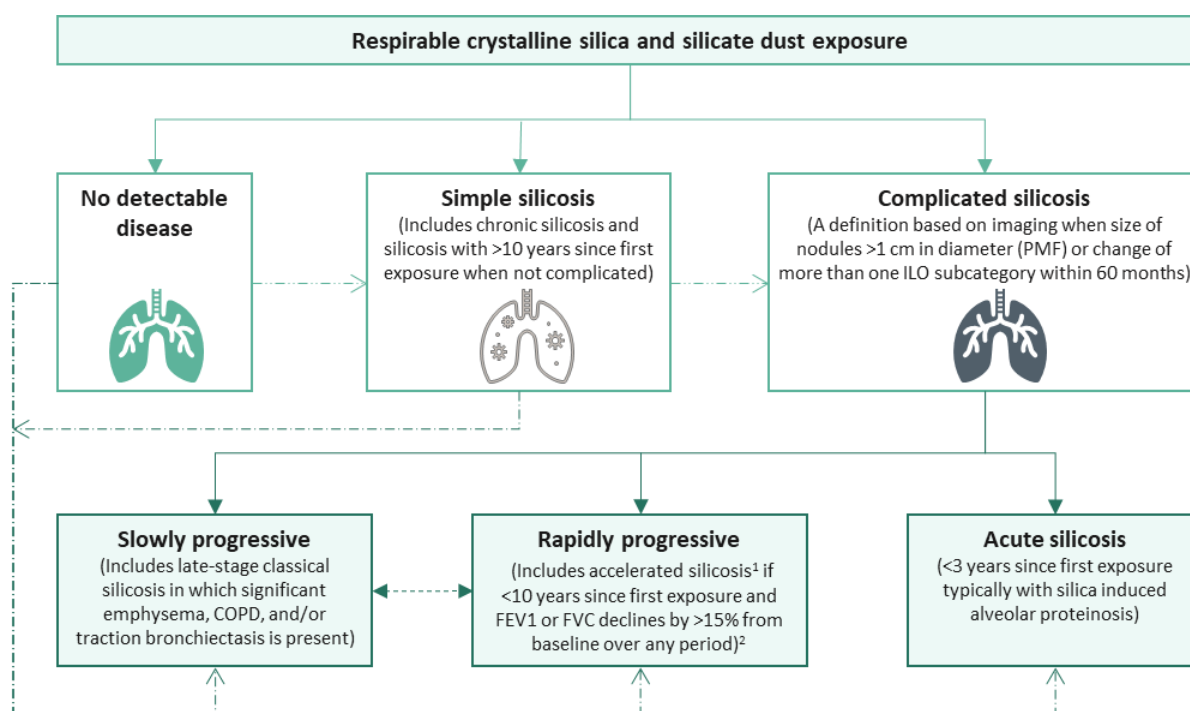 Respirable crystalline silica and silicate dust exposure
No detectable
disease
Simple silicosis
(Includes chronic silicosis and
silicosis with >10 years since first
exposure when not complicated)
Complicated silicosis
(A definition based on imaging when size of
nodules >1 cm in diameter (PMF) or change of
more than one ILO subcategory within 60 months)
Slowly progressive
(Includes late-stage classical
silicosis in which significant
emphysema, COPD, and/or
traction bronchiectasis is present)
Rapidly progressive
(Includes accelerated silicosis¹ if
<10 years since first exposure and
FEV1 or FVC declines by >15% from
baseline over any period)²
Acute silicosis
(<3 years since first exposure
typically with silica induced
alveolar proteinosis)